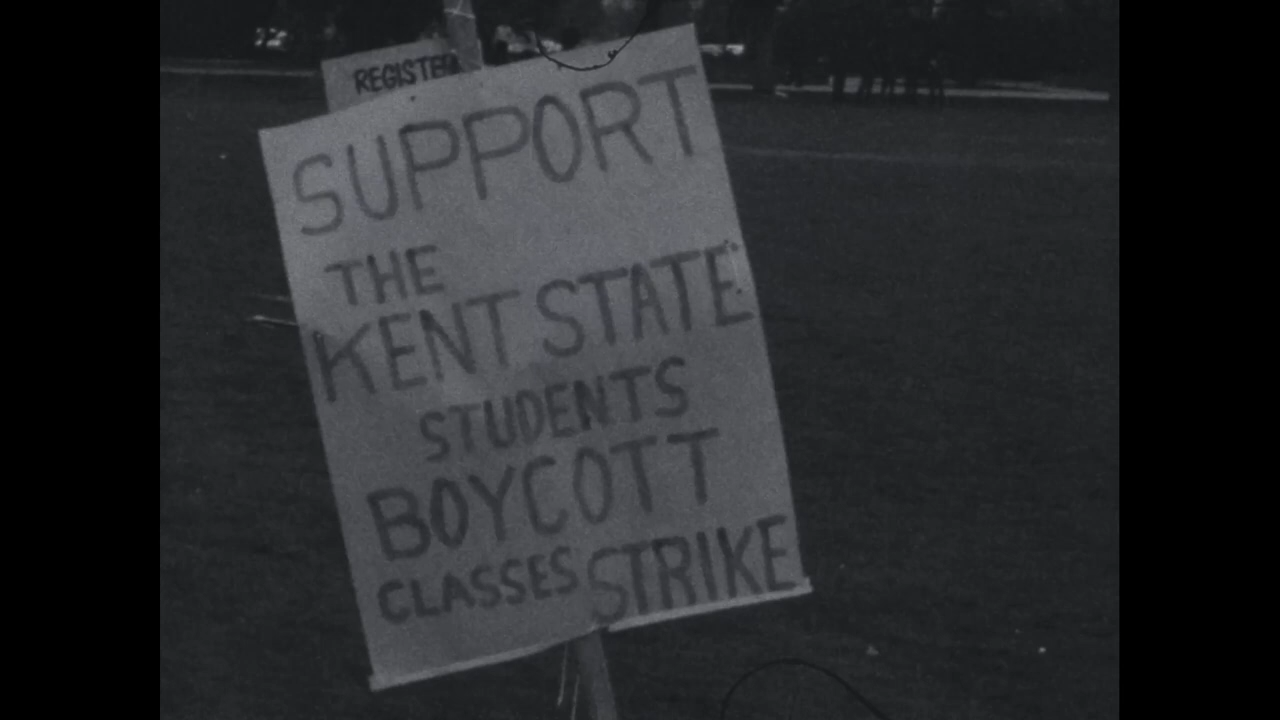 REGISTER
SUPPORT
THE
KENT STATE
STUDENTS
BOYCOTT
CLASSES STRIKE